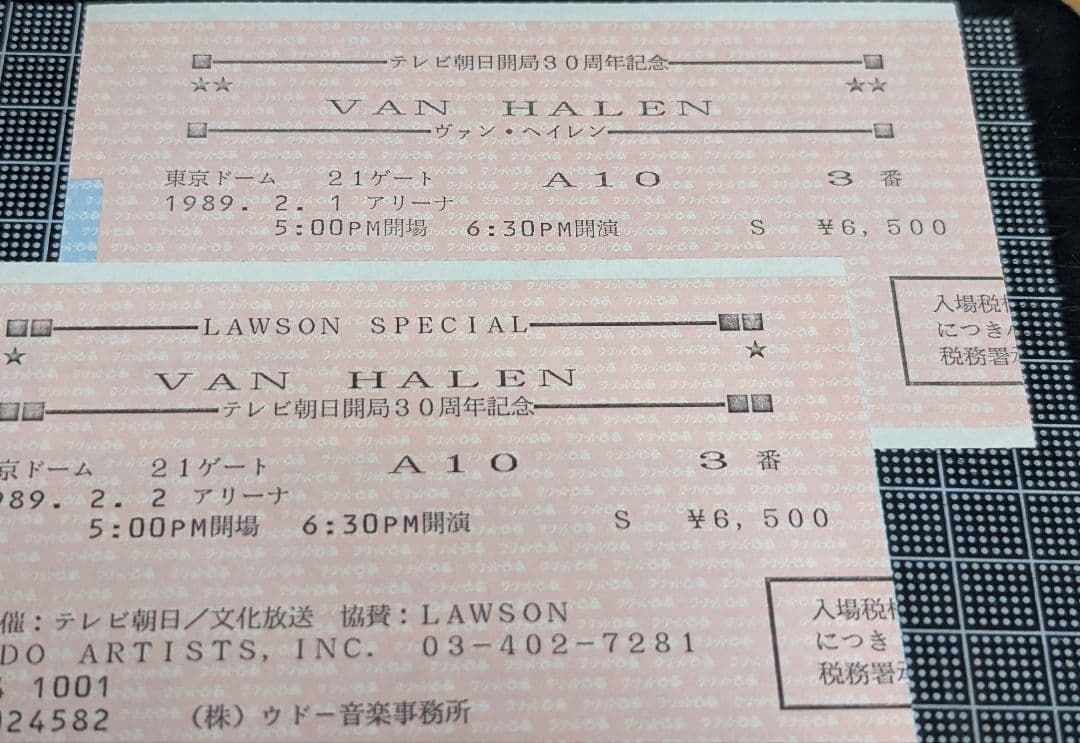 テレビ朝日開局30周年記念
☆☆ ☆☆
VAN HALEN
ヴァン・ヘイレン
東京ドーム 21ゲート A10 3番
1989. 2. 1 アリーナ
5:00PM開場 6:30PM開演 S ¥6,500
入場税
につき
税務署
LAWSON SPECIAL
★ ★
VAN HALEN
テレビ朝日開局30周年記念
京ドーム 21ゲート A10 3番
989. 2. 2 アリーナ
5:00PM開場 6:30PM開演 S ¥6,500
催:テレビ朝日/文化放送 協賛:LAWSON
DO ARTISTS, INC. 03-402-7281
1001
24582 (株)ウドー音楽事務所
入場税
につき
税務署